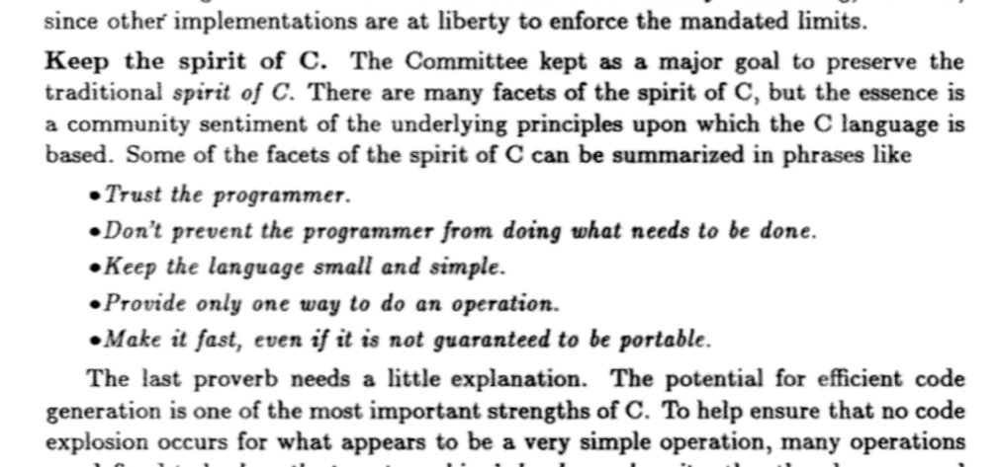 since other implementations are at liberty to enforce the mandated limits.
Keep the spirit of C. The Committee kept as a major goal to preserve the
traditional spirit of C. There are many facets of the spirit of C, but the essence is
a community sentiment of the underlying principles upon which the C language is
based. Some of the facets of the spirit of C can be summarized in phrases like
•Trust the programmer.
•Don't prevent the programmer from doing what needs to be done.
•Keep the language small and simple.
•Provide only one way to do an operation.
•Make it fast, even if it is not guaranteed to be portable.
The last proverb needs a little explanation. The potential for efficient code
generation is one of the most important strengths of C. To help ensure that no code
explosion occurs for what appears to be a very simple operation, many operations